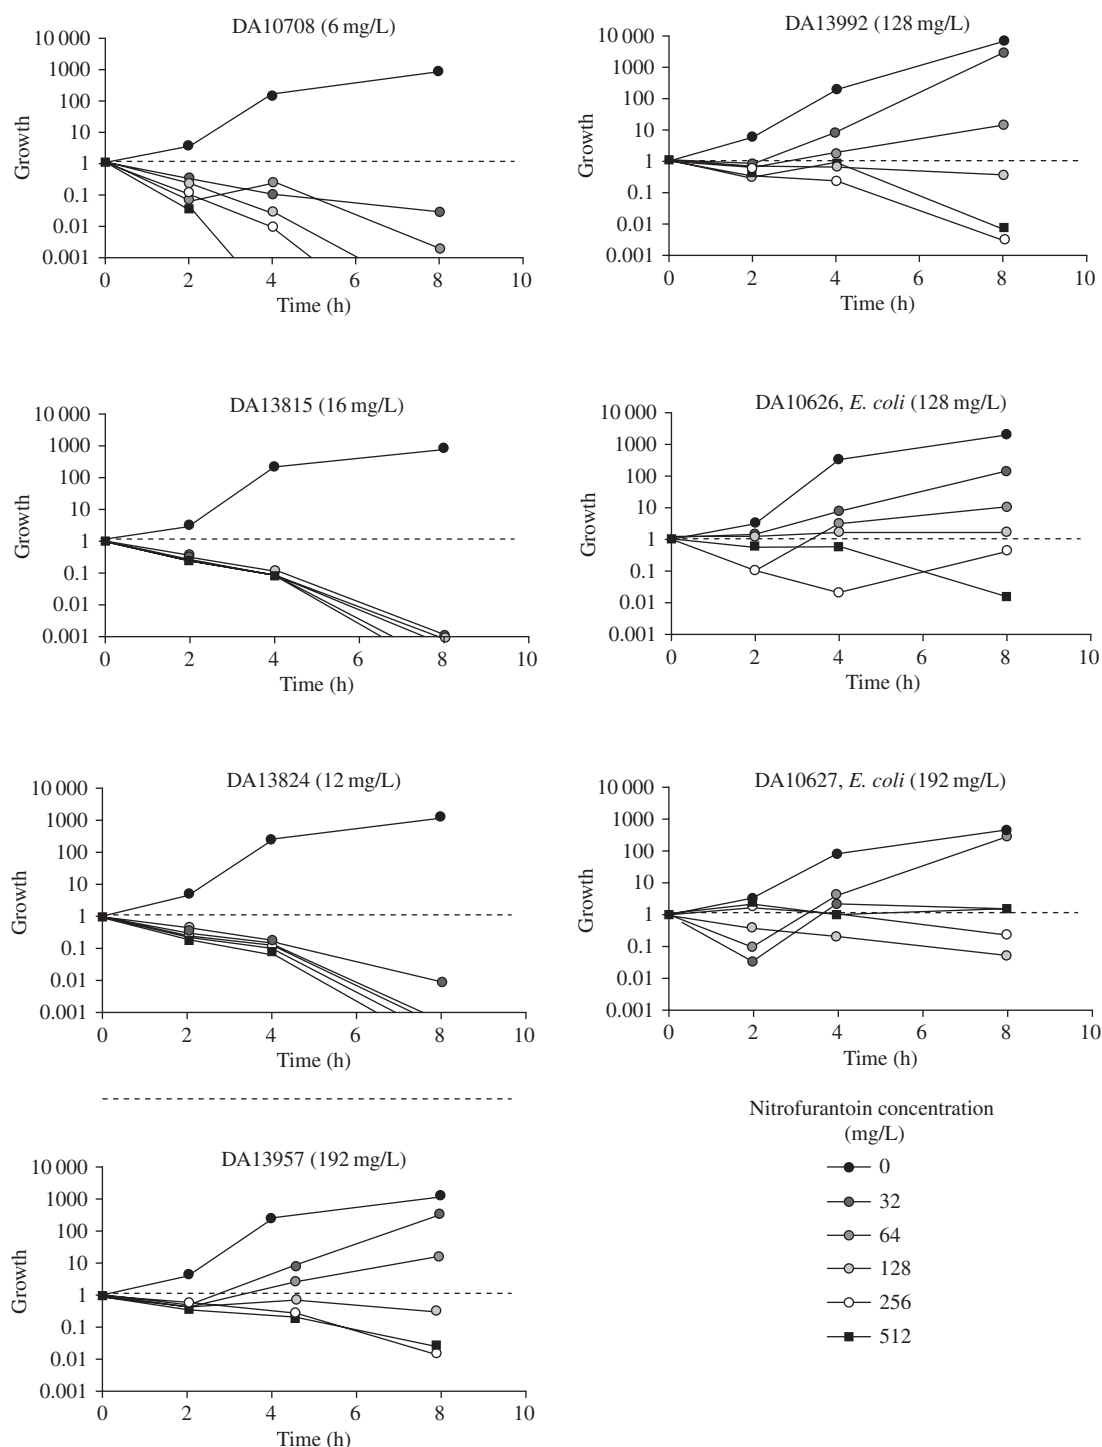 DA10708 (6 mg/L)
10 000
1000
100
10
1
0.1
0.01
0.001
Growth
0 2 4 6 8 10
Time (h)
DA13992 (128 mg/L)
10 000
1000
100
10
1
0.1
0.01
0.001
Growth
0 2 4 6 8 10
Time (h)
DA13815 (16 mg/L)
10 000
1000
100
10
1
0.1
0.01
0.001
Growth
0 2 4 6 8 10
Time (h)
DA10626, E. coli (128 mg/L)
10 000
1000
100
10
1
0.1
0.01
0.001
Growth
0 2 4 6 8 10
Time (h)
DA13824 (12 mg/L)
10 000
1000
100
10
1
0.1
0.01
0.001
Growth
0 2 4 6 8 10
Time (h)
DA10627, E. coli (192 mg/L)
10 000
1000
100
10
1
0.1
0.01
0.001
Growth
0 2 4 6 8 10
Time (h)
DA13957 (192 mg/L)
10 000
1000
100
10
1
0.1
0.01
0.001
Growth
0 2 4 6 8 10
Time (h)
Nitrofurantoin concentration
(mg/L)
0
32
64
128
256
512